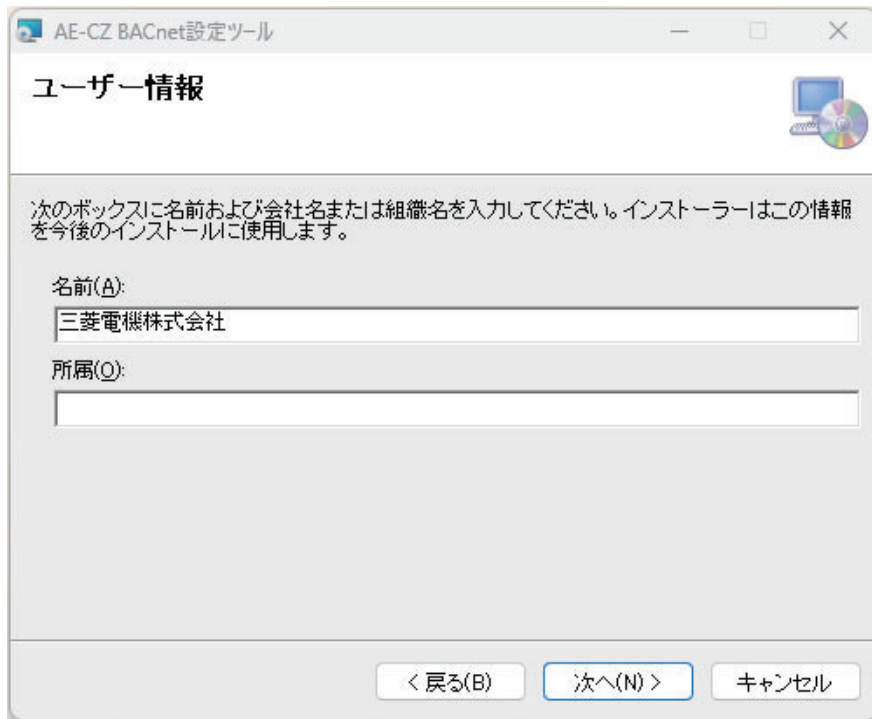 AE-CZ BACnet設定ツール
ユーザー情報
次のボックスに名前および会社名または組織名を入力してください。インストーラーはこの情報
を今後のインストールに使用します。
名前(A):
三菱電機株式会社
所属(O):
< 戻る(B)
次へ(N) >
キャンセル